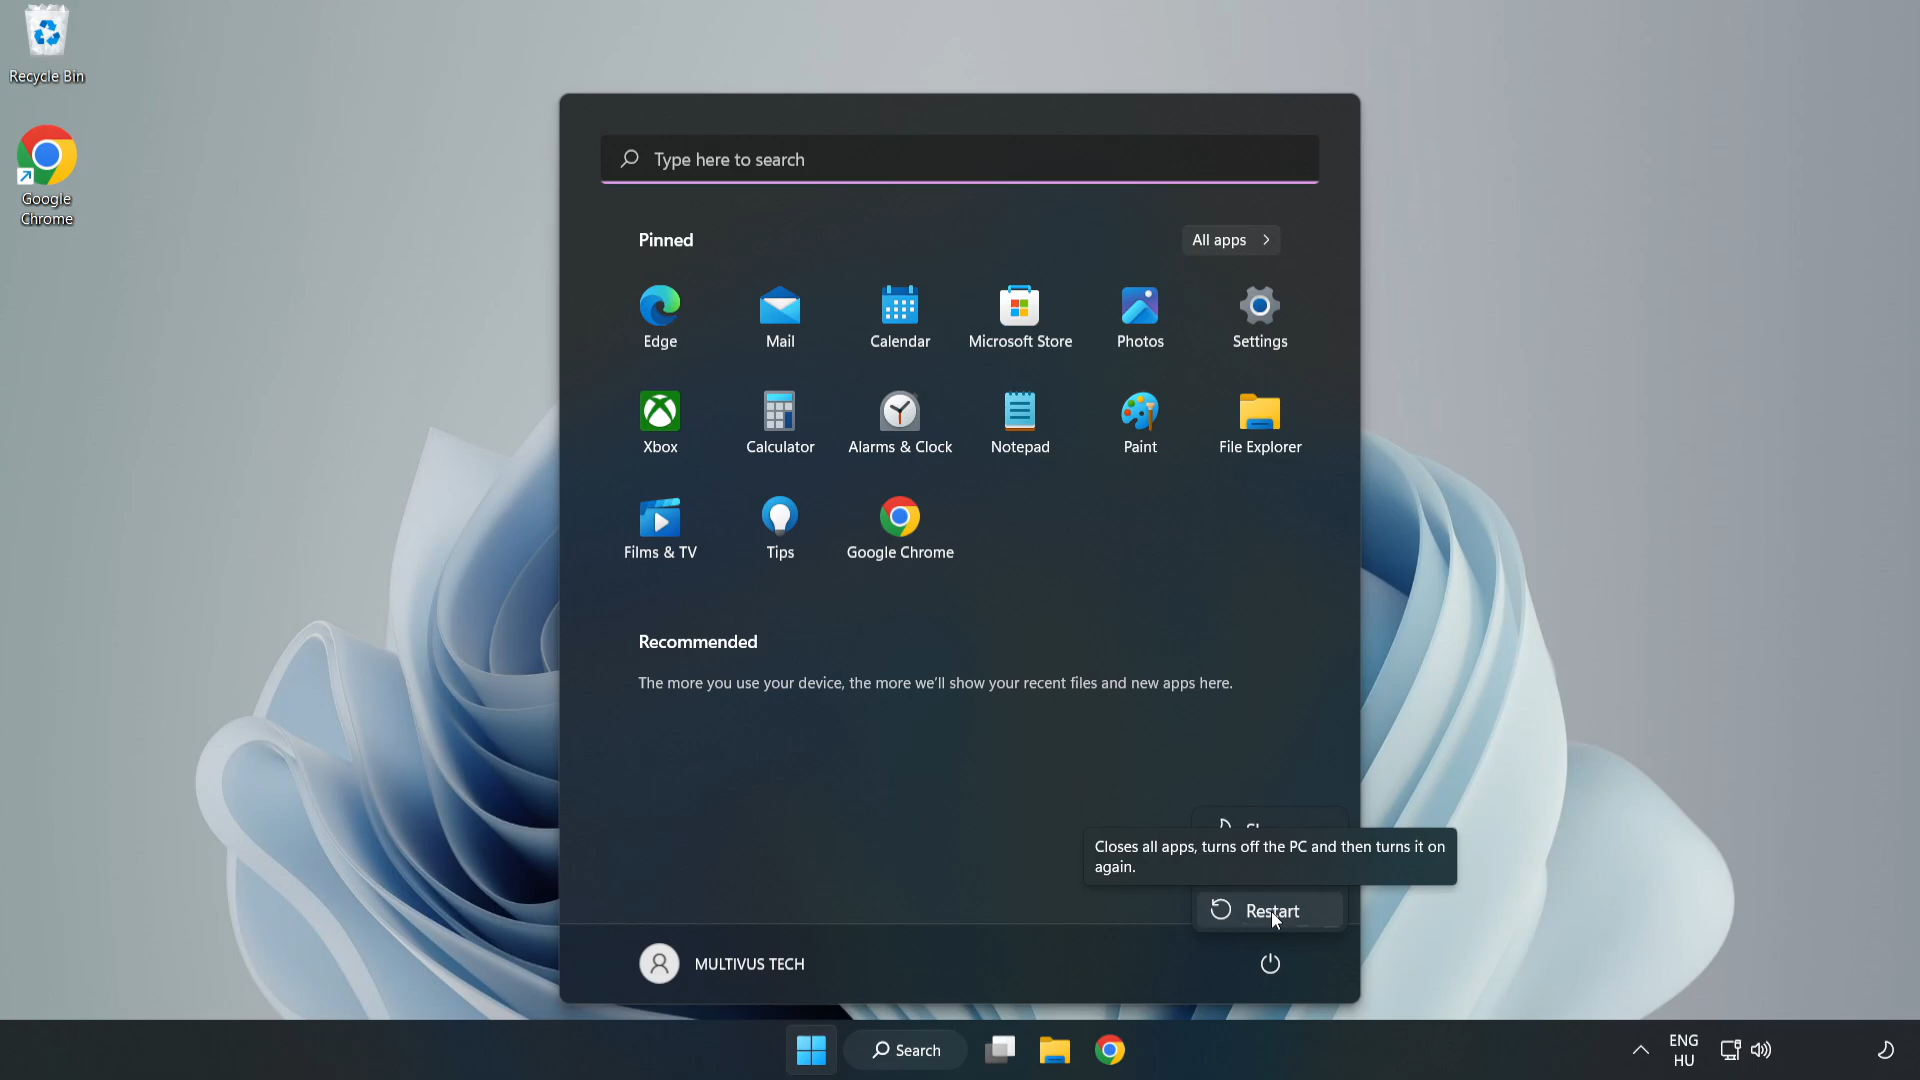 Recycle Bin
Google
Chrome
Type here to search
Pinned
All apps
Edge
Mail
Calendar
Microsoft Store
Photos
Settings
Xbox
Calculator
Alarms & Clock
Notepad
Paint
File Explorer
Films & TV
Tips
Google Chrome
Recommended
The more you use your device, the more we'll show your recent files and new apps here.
Closes all apps, turns off the PC and then turns it on
again.
Restart
MULTIVUS TECH
Search
ENG
HU